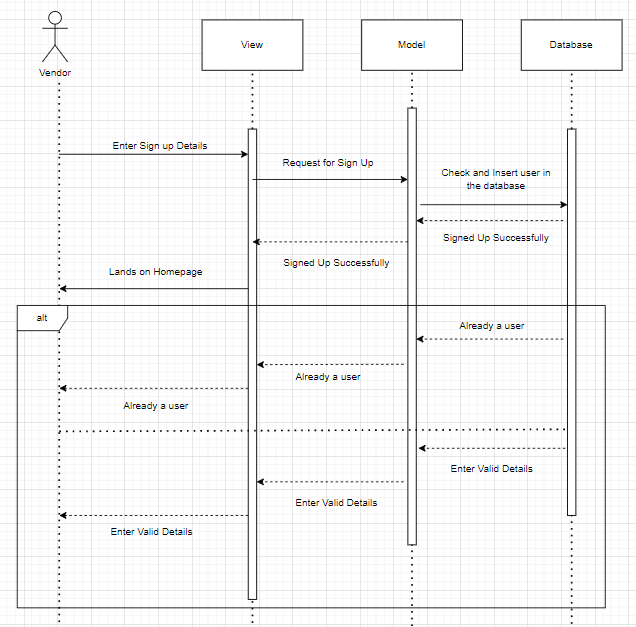 View
Model
Database
Vendor
Enter Sign up Details
Request for Sign Up
Check and Insert user in
the database
Signed Up Successfully
Signed Up Successfully
Lands on Homepage
alt
Already a user
Already a user
Already a user
Enter Valid Details
Enter Valid Details
Enter Valid Details